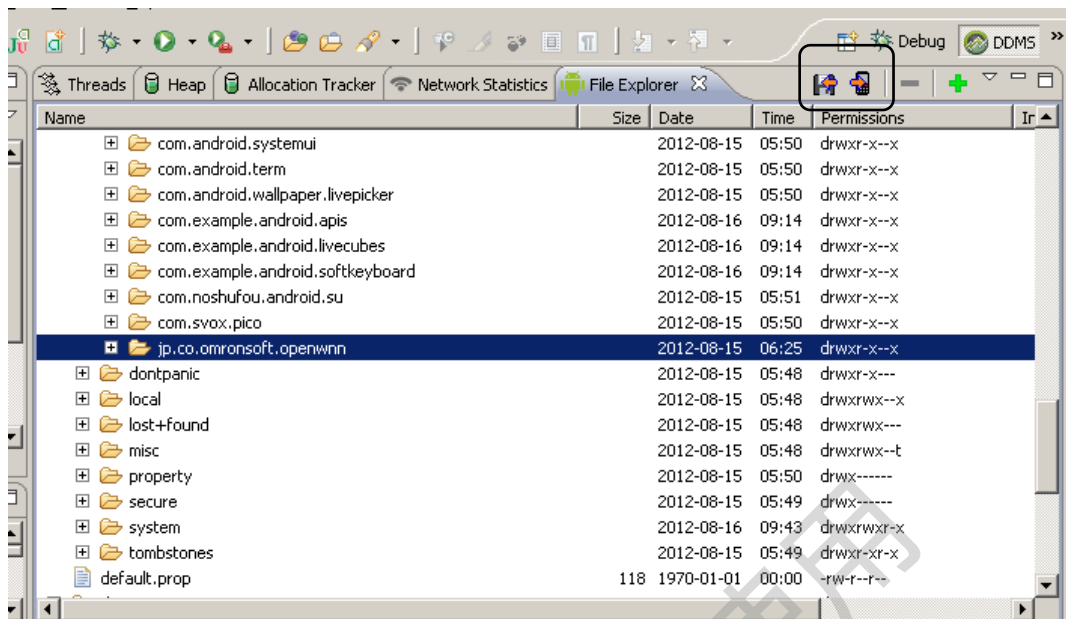 Debug DDMS »
Threads Heap Allocation Tracker Network Statistics File Explorer
Name Size Date Time Permissions
com.android.systemui 2012-08-15 05:50 drwxr-x--x
com.android.term 2012-08-15 05:50 drwxr-x--x
com.android.wallpaper.livepicker 2012-08-15 05:50 drwxr-x--x
com.example.android.apis 2012-08-16 09:14 drwxr-x--x
com.example.android.livecubes 2012-08-16 09:14 drwxr-x--x
com.example.android.softkeyboard 2012-08-16 09:14 drwxr-x--x
com.noshufou.android.su 2012-08-15 05:51 drwxr-x--x
com.svox.pico 2012-08-15 05:50 drwxr-x--x
jp.co.omronsoft.openwnn 2012-08-15 06:25 drwxr-x--x
dontpanic 2012-08-15 05:48 drwxr-x---
local 2012-08-15 05:48 drwxrwx--x
lost+found 2012-08-15 05:48 drwxrwx---
misc 2012-08-15 05:48 drwxrwx--t
property 2012-08-15 05:50 drwx------
secure 2012-08-15 05:49 drwx------
system 2012-08-16 09:43 drwxrwxr-x
tombstones 2012-08-15 05:49 drwxr-xr-x
default.prop 118 1970-01-01 00:00 -rw-r--r--
用